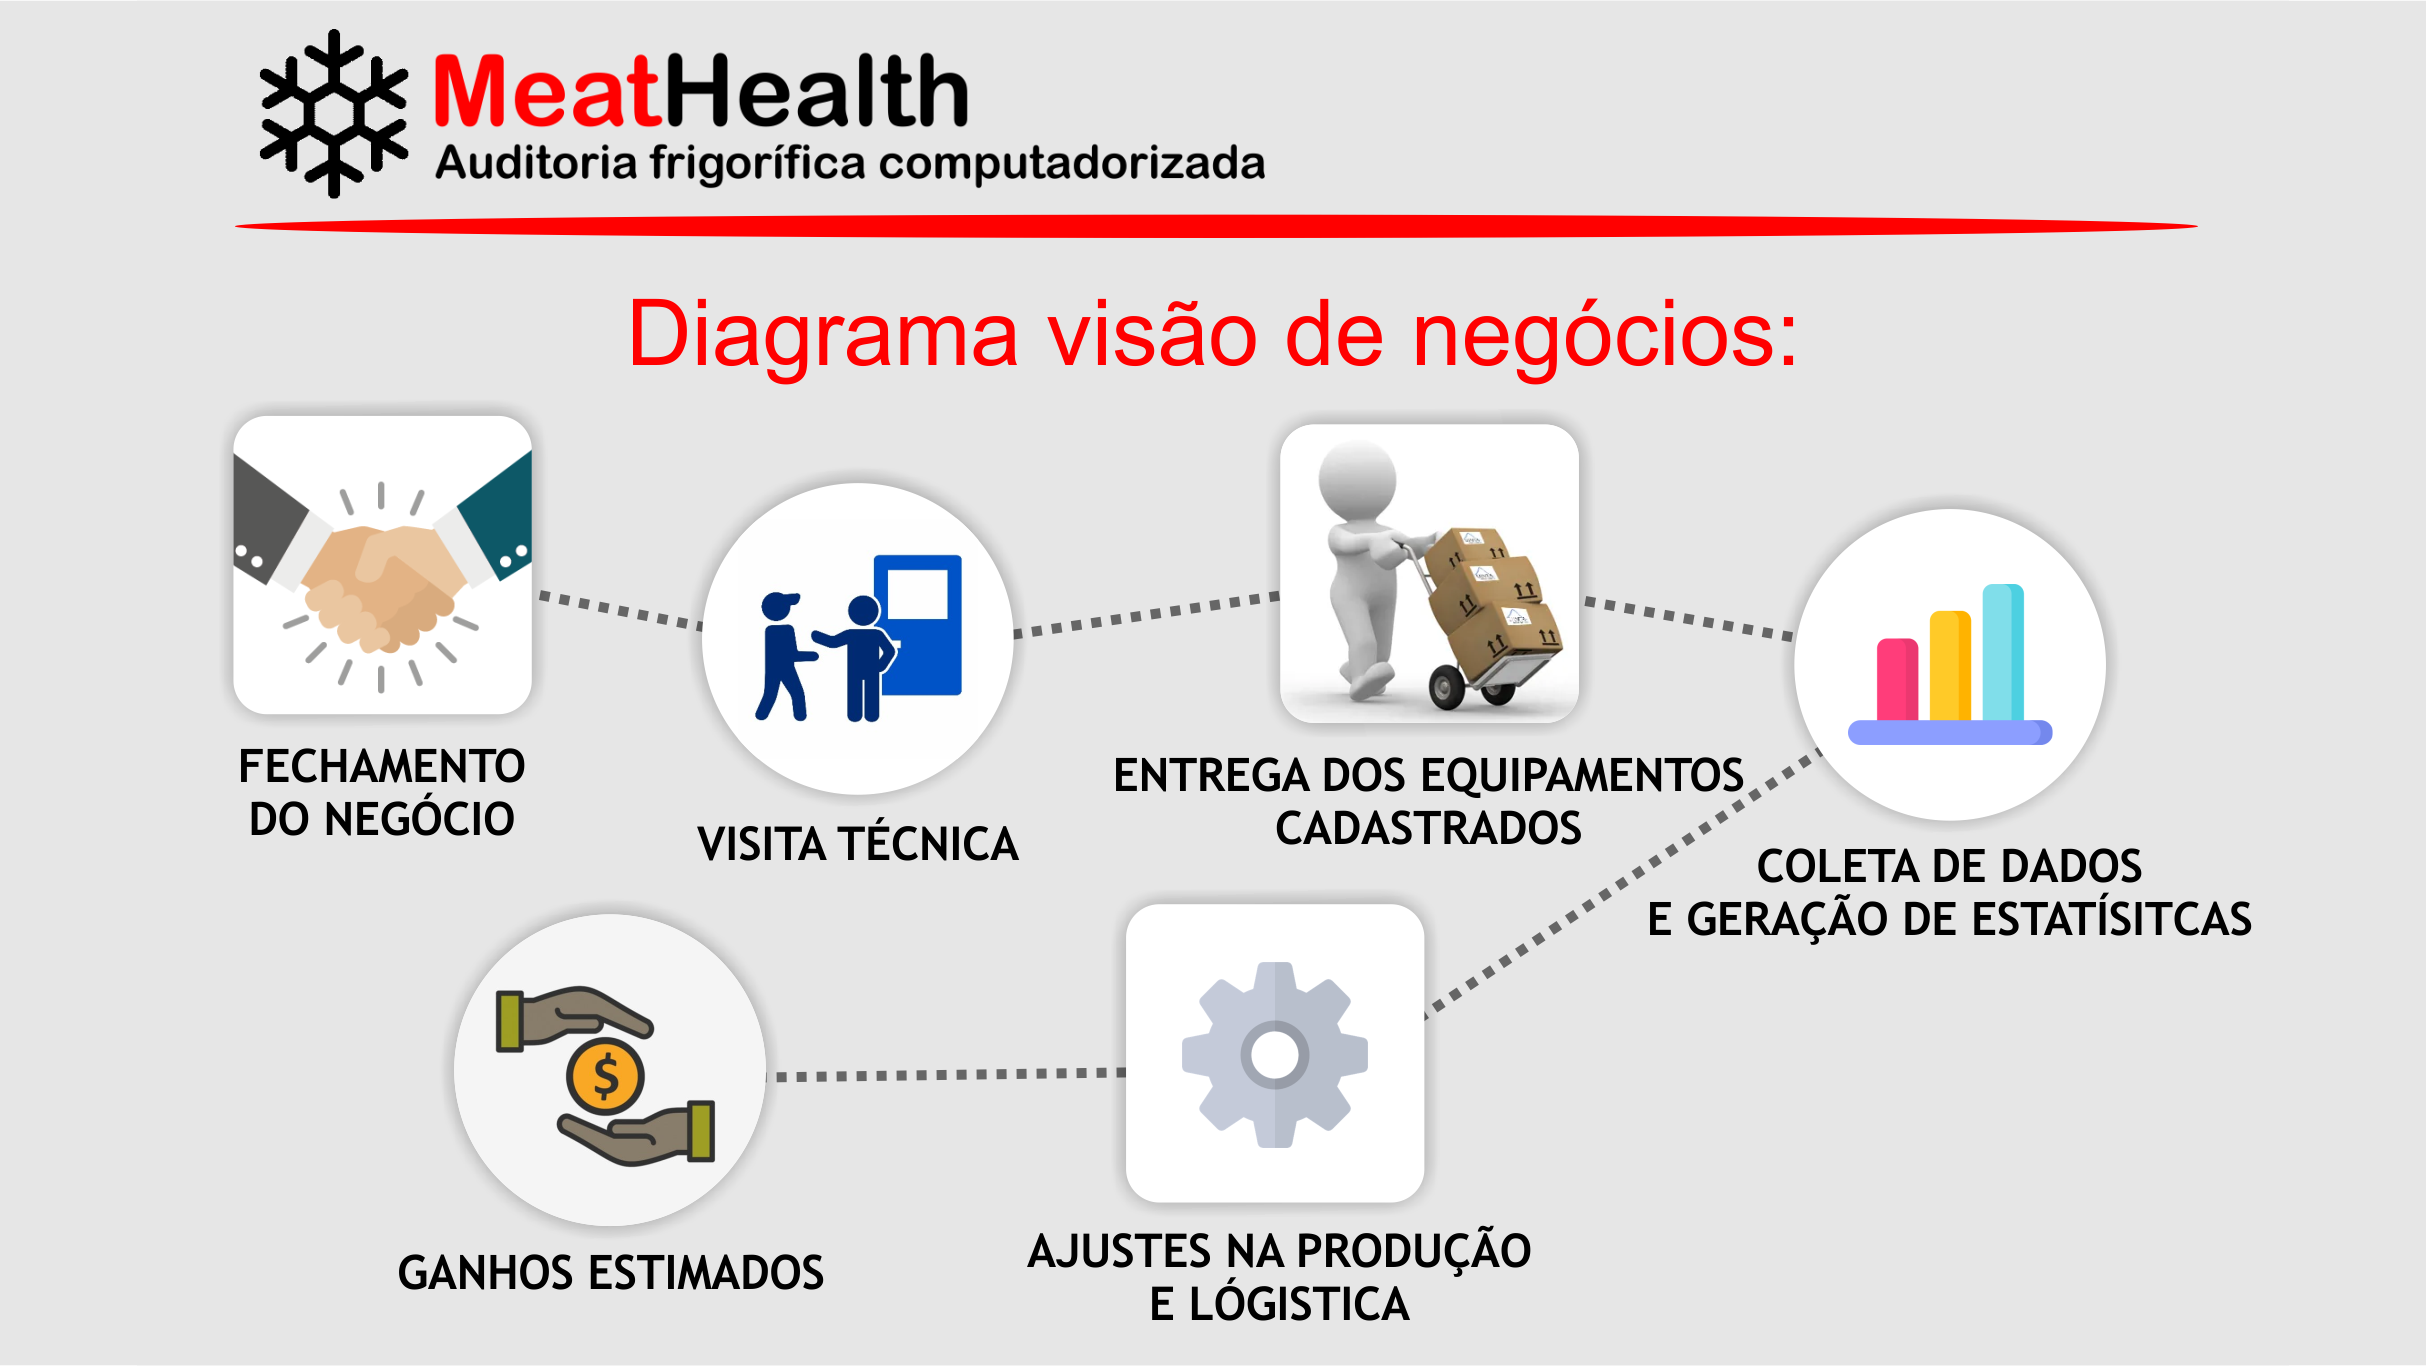 MeatHealth
Auditoria frigorífica computadorizada
Diagrama visão de negócios:
FECHAMENTO
DO NEGÓCIO
VISITA TÉCNICA
ENTREGA DOS EQUIPAMENTOS
CADASTRADOS
COLETA DE DADOS
E GERAÇÃO DE ESTATÍSITCAS
$
GANHOS ESTIMADOS
AJUSTES NA PRODUÇÃO
E LÓGISTICA